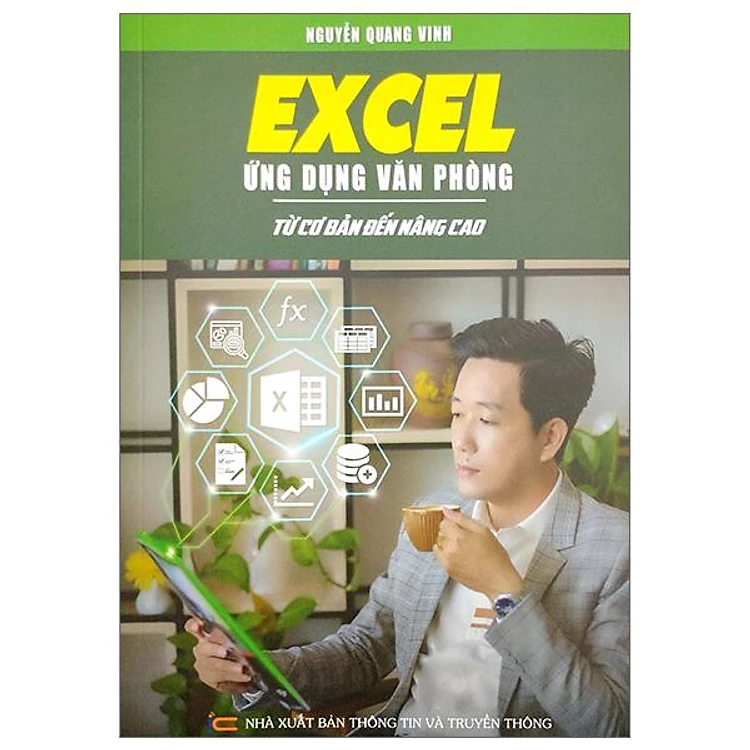 NGUYỄN QUANG VINH
EXCEL
ỨNG DỤNG VĂN PHÒNG
TỪ CƠ BẢN ĐẾN NÂNG CAO
fx
X
NHÀ XUẤT BẢN THÔNG TIN VÀ TRUYỀN THÔNG